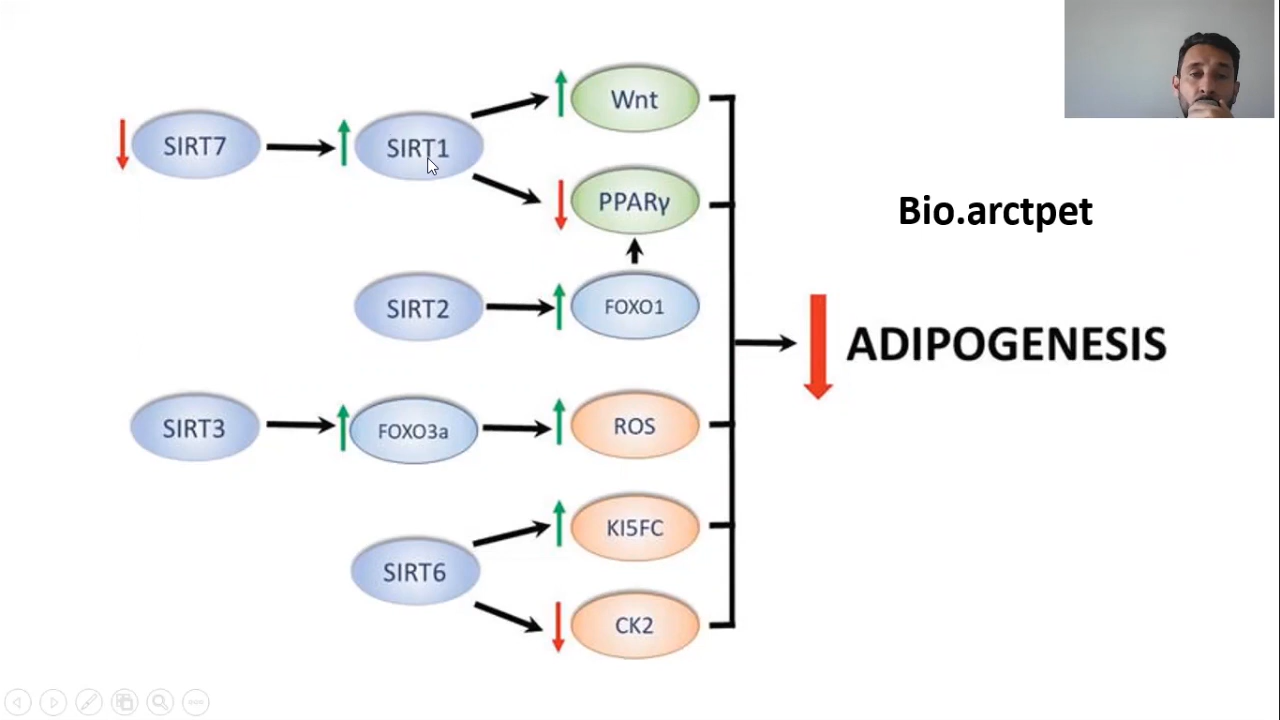 Wnt
SIRT7
SIRT1
PPARγ
Bio.arctpet
SIRT2
FOXO1
ADIPOGENESIS
SIRT3
FOXO3a
ROS
KI5FC
SIRT6
CK2